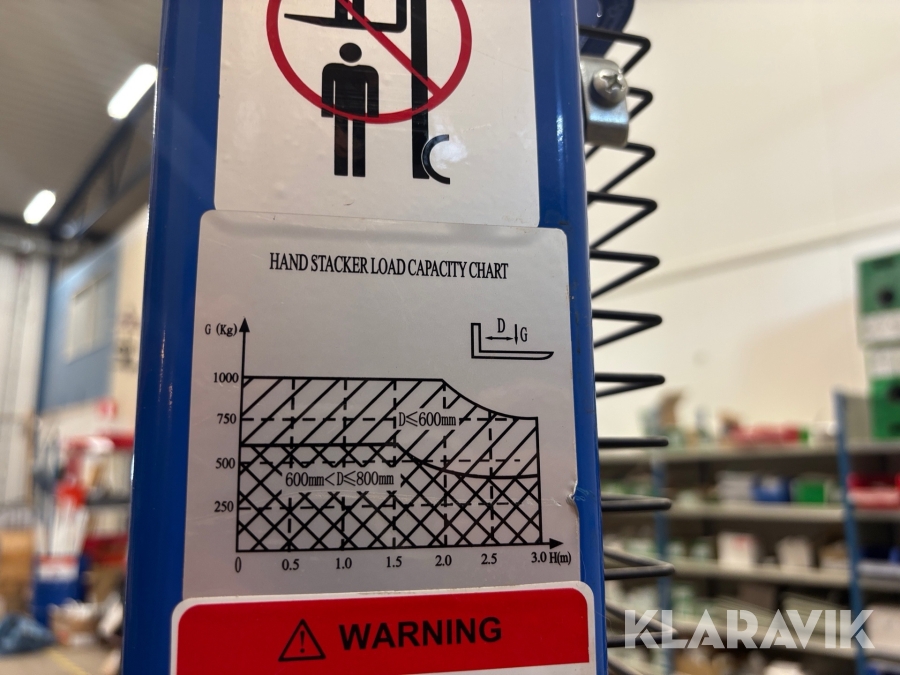 HAND STACKER LOAD CAPACITY CHART
G (Kg)
D
G
1000
750
D≤600mm
500
600mm<D≤800mm
250
0 0.5 1.0 1.5 2.0 2.5 3.0 H(m)
WARNING
KLARAVIK